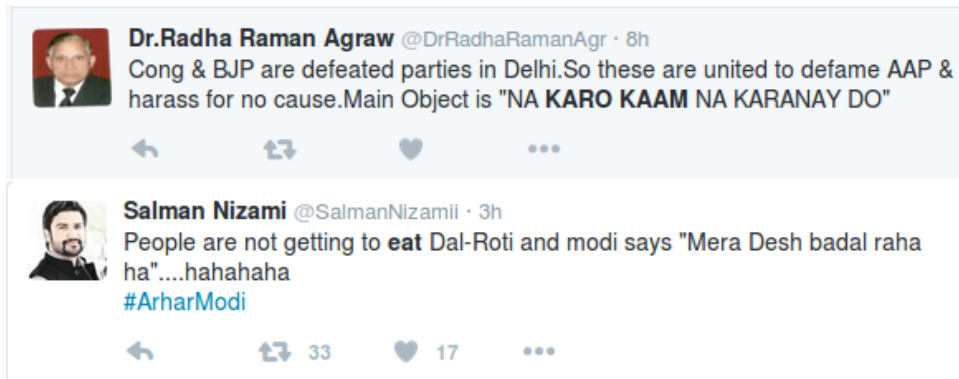 Dr.Radha Raman Agraw @DrRadhaRamanAgr · 8h
Cong & BJP are defeated parties in Delhi.So these are united to defame AAP &
harass for no cause.Main Object is "NA KARO KAAM NA KARANAY DO"
Salman Nizami @SalmanNizamii · 3h
People are not getting to eat Dal-Roti and modi says "Mera Desh badal raha
ha"....hahahaha
#ArharModi
33 17